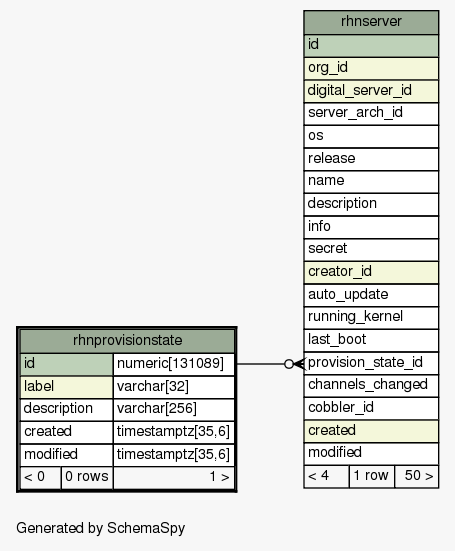 rhnserver
id
org_id
digital_server_id
server_arch_id
os
release
name
description
info
secret
creator_id
auto_update
running_kernel
last_boot
provision_state_id
channels_changed
cobbler_id
created
modified
< 4 1 row 50 >
rhnprovisionstate
id numeric[131089]
label varchar[32]
description varchar[256]
created timestamptz[35,6]
modified timestamptz[35,6]
< 0 0 rows 1 >
Generated by SchemaSpy